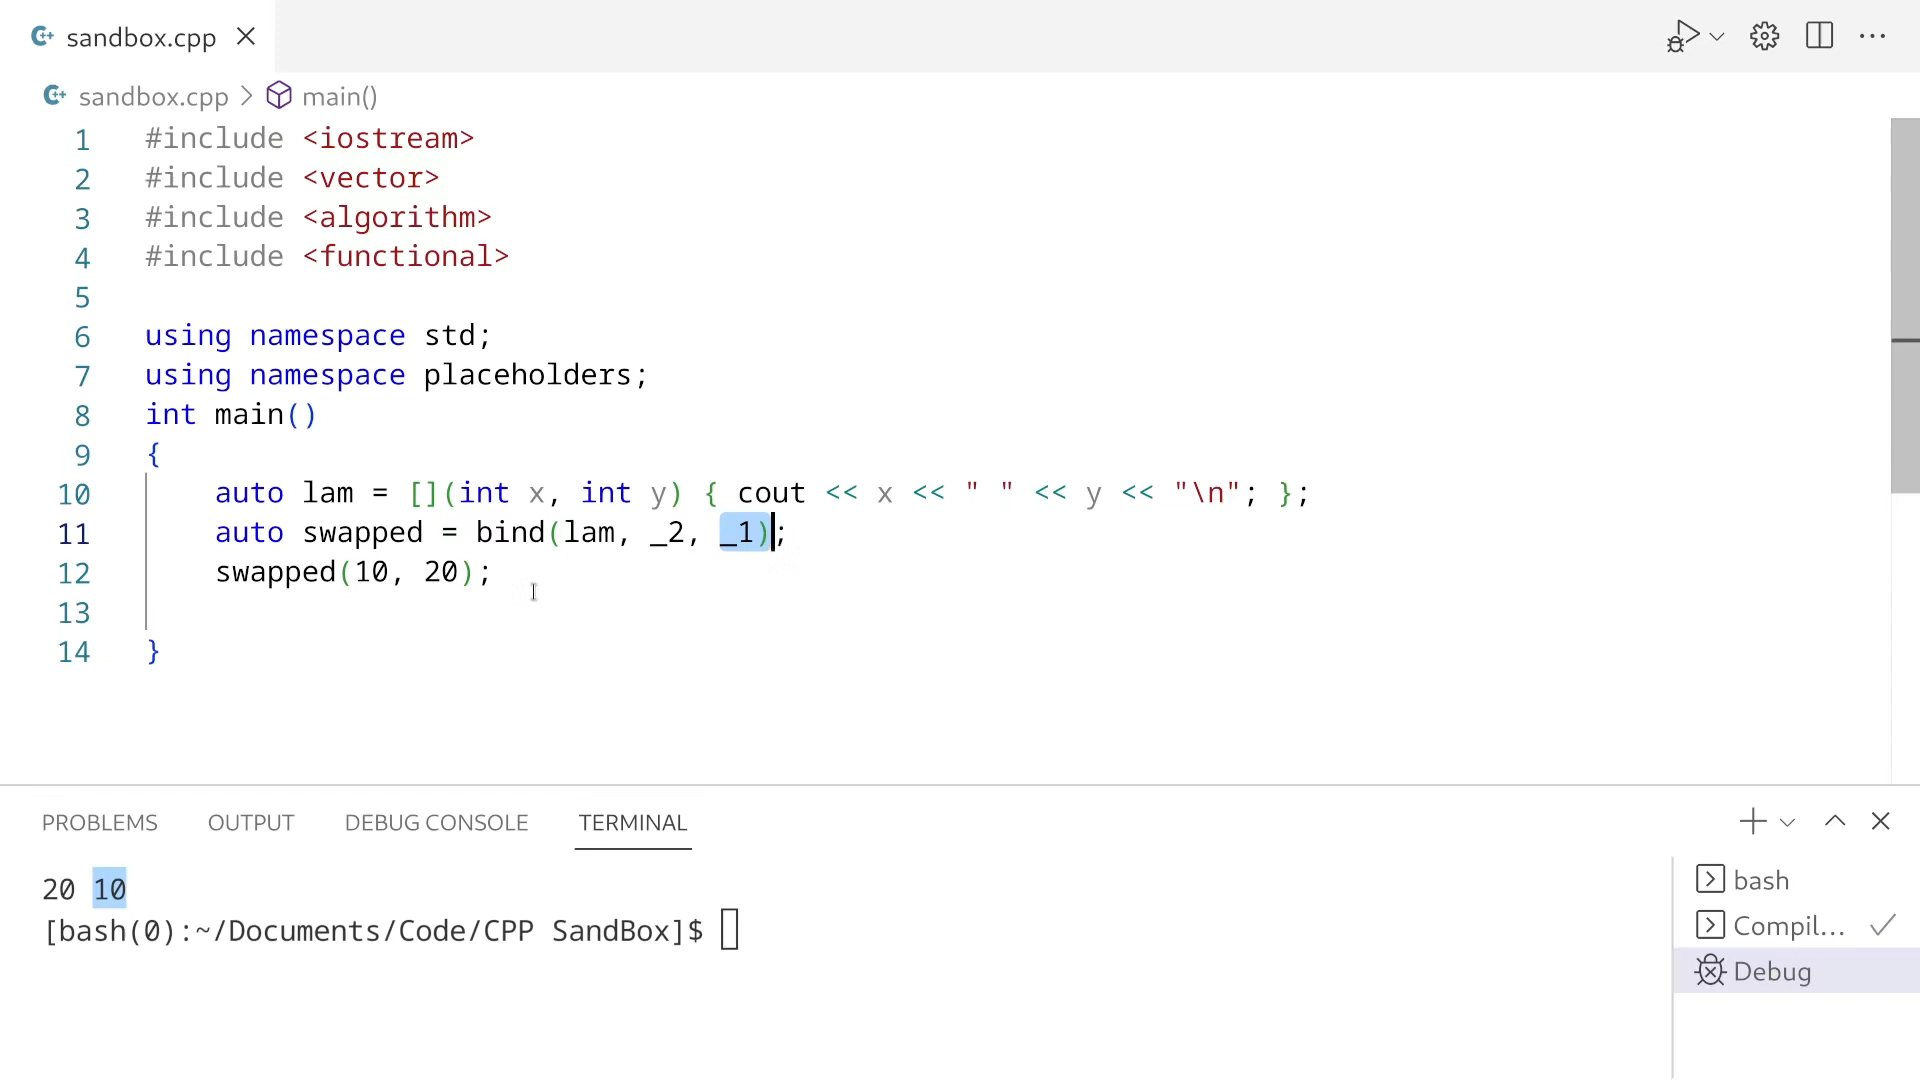 sandbox.cpp
sandbox.cpp > main()
1 #include <iostream>
2 #include <vector>
3 #include <algorithm>
4 #include <functional>
5
6 using namespace std;
7 using namespace placeholders;
8 int main()
9 {
10 auto lam = [](int x, int y) { cout << x << " " << y << "\n"; };
11 auto swapped = bind(lam, _2, _1);
12 swapped(10, 20);
13
14 }
PROBLEMS OUTPUT DEBUG CONSOLE TERMINAL
20 10
[bash(0):~/Documents/Code/CPP SandBox]$
bash
Compil...
Debug